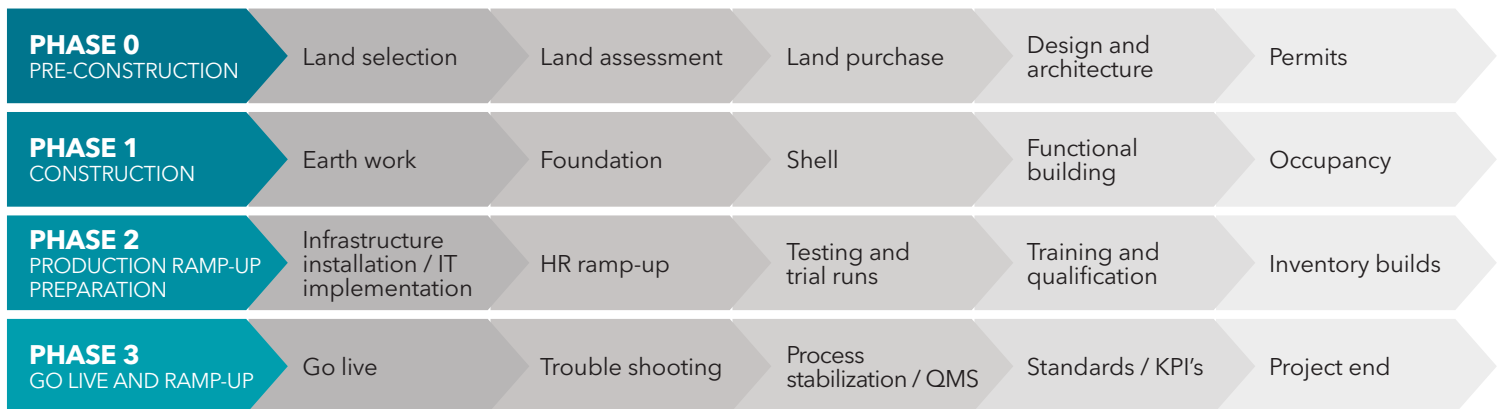 PHASE 0
PRE-CONSTRUCTION
Land selection
Land assessment
Land purchase
Design and
architecture
Permits
PHASE 1
CONSTRUCTION
Earth work
Foundation
Shell
Functional
building
Occupancy
PHASE 2
PRODUCTION RAMP-UP
PREPARATION
Infrastructure
installation / IT
implementation
HR ramp-up
Testing and
trial runs
Training and
qualification
Inventory builds
PHASE 3
GO LIVE AND RAMP-UP
Go live
Trouble shooting
Process
stabilization / QMS
Standards / KPI's
Project end